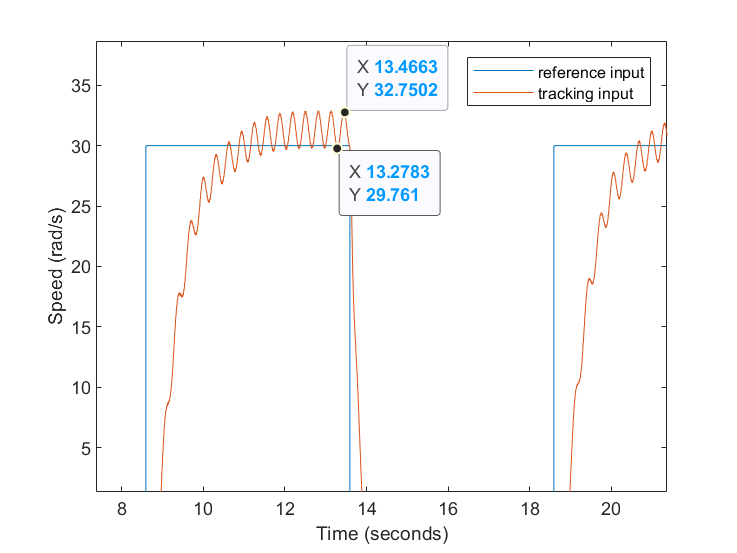 X 13.4663
Y 32.7502
reference input
tracking input
X 13.2783
Y 29.761
35
30
25
20
15
10
5
Speed (rad/s)
8 10 12 14 16 18 20
Time (seconds)